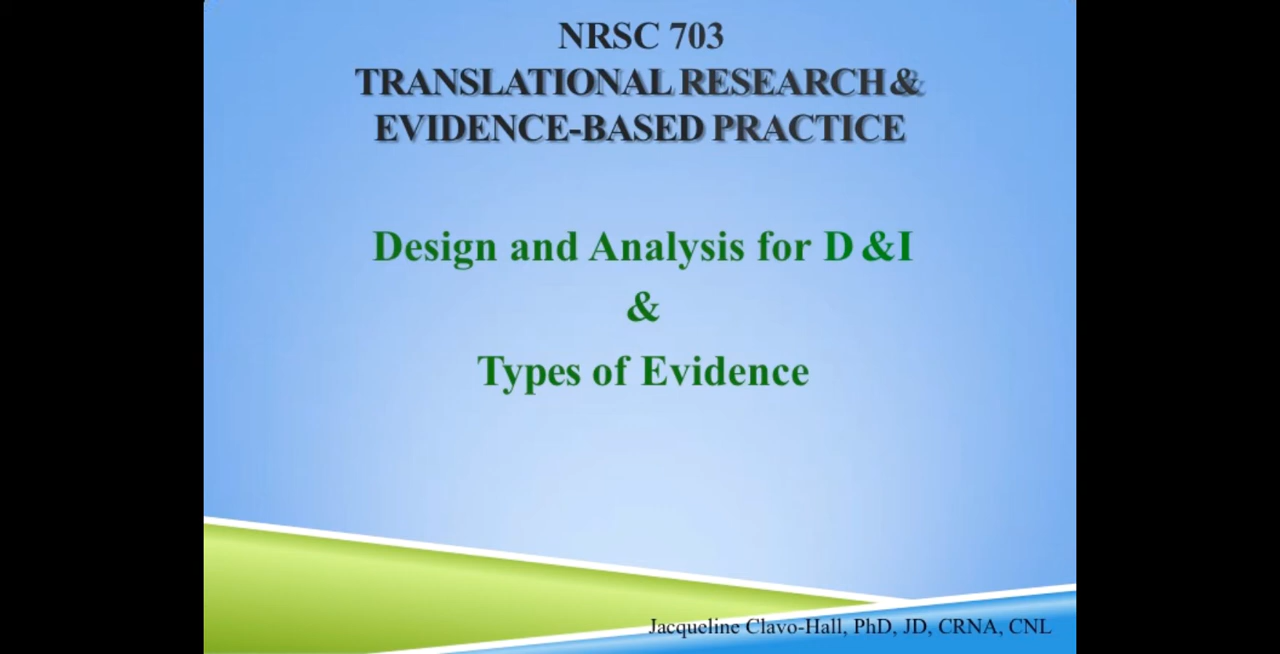 NRSC 703
TRANSLATIONAL RESEARCH &
EVIDENCE-BASED PRACTICE
Design and Analysis for D &I
&
Types of Evidence
Jacqueline Clavo-Hall, PhD, JD, CRNA, CNL